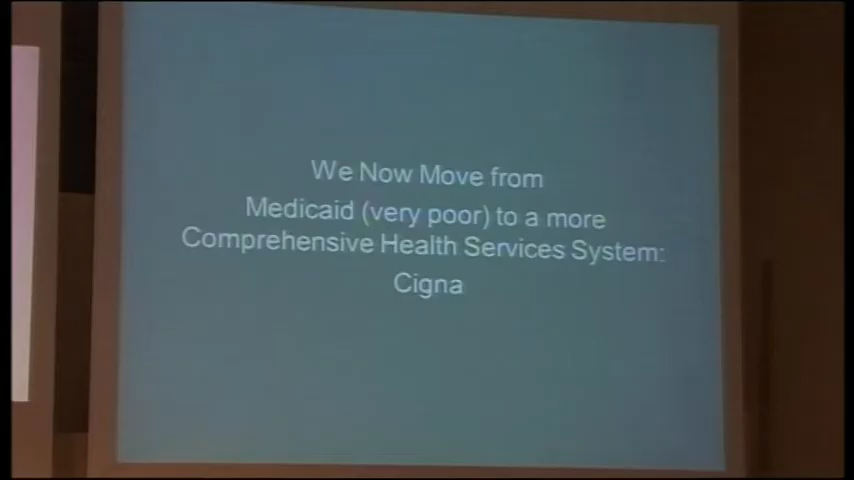 We Now Move from
Medicaid (very poor) to a more
Comprehensive Health Services System:
Cigna